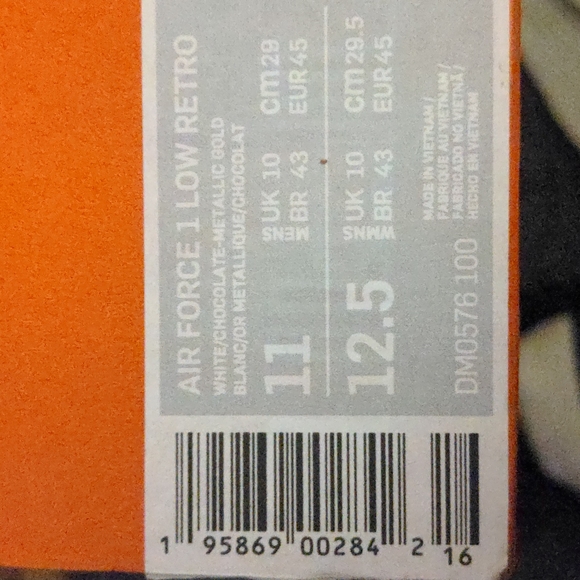 AIR FORCE 1 LOW RETRO
WHITE/CHOCOLATE-METALLIC GOLD
BLANC/OR METALLIQUE/CHOCOLAT
11
MENS
UK 10
BR 43
cm 29
EUR 45
12.5
WMNS
UK 10
BR 43
cm 29.5
EUR 45
DM0576 100
MADE IN VIETNAM /
FABRIQUE AU VIETNAM /
FABRICADO NO VIETNÃ /
HECHO EN VIETNAM
1 95869 00284 2 16